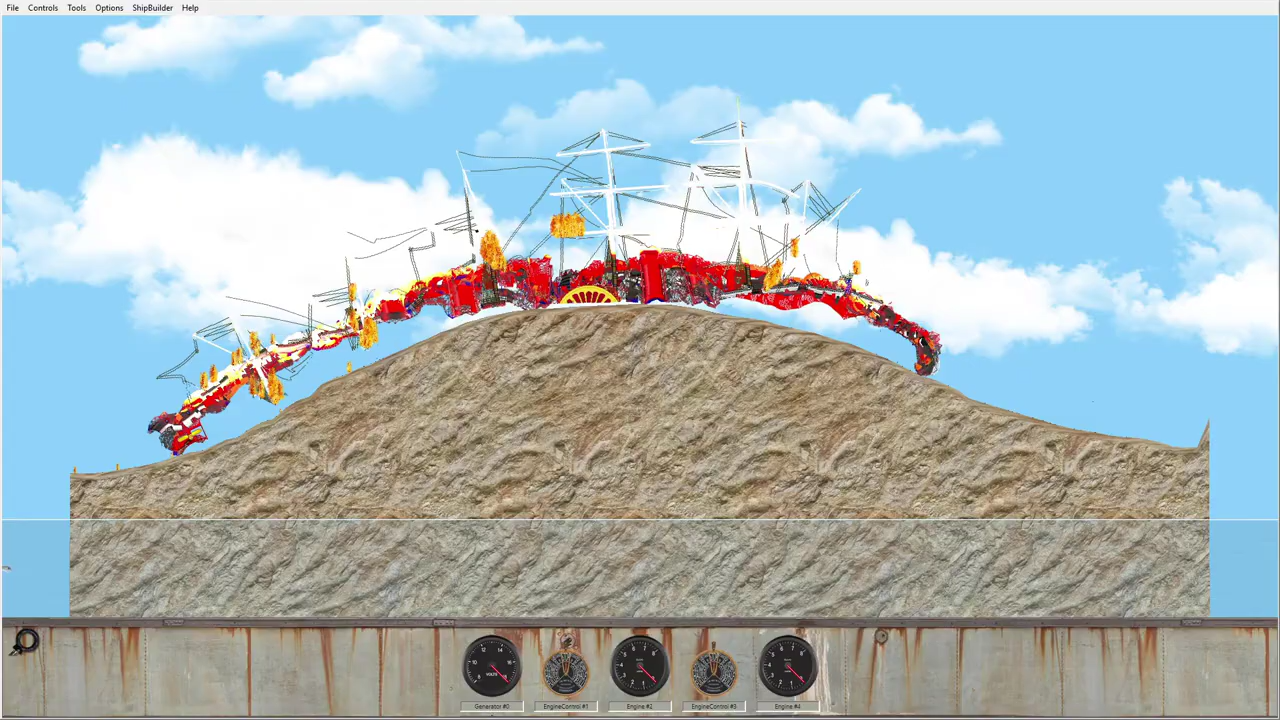 File Controls Tools Options ShipBuilder Help
Generator #0 EngineControl #1 Engine #2 EngineControl #3 Engine #4